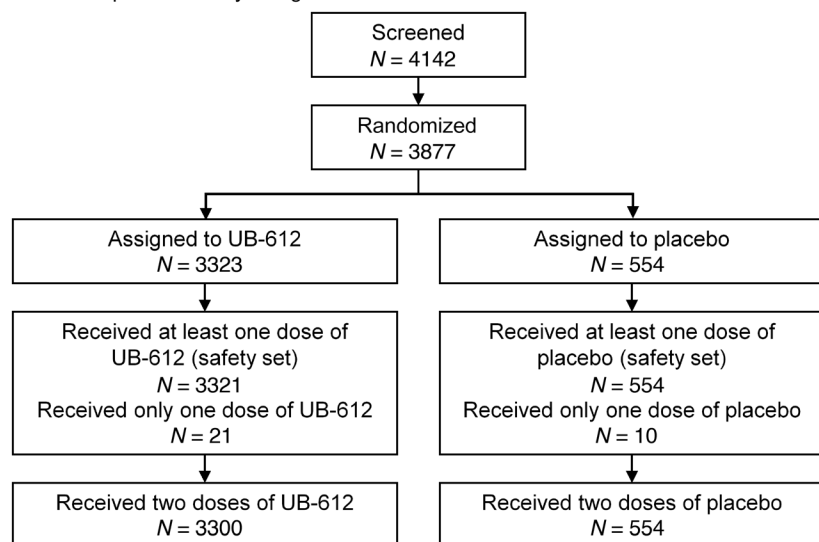 Screened
N = 4142
Randomized
N = 3877
Assigned to UB-612
N = 3323
Assigned to placebo
N = 554
Received at least one dose of
UB-612 (safety set)
N = 3321
Received only one dose of UB-612
N = 21
Received at least one dose of
placebo (safety set)
N = 554
Received only one dose of placebo
N = 10
Received two doses of UB-612
N = 3300
Received two doses of placebo
N = 554